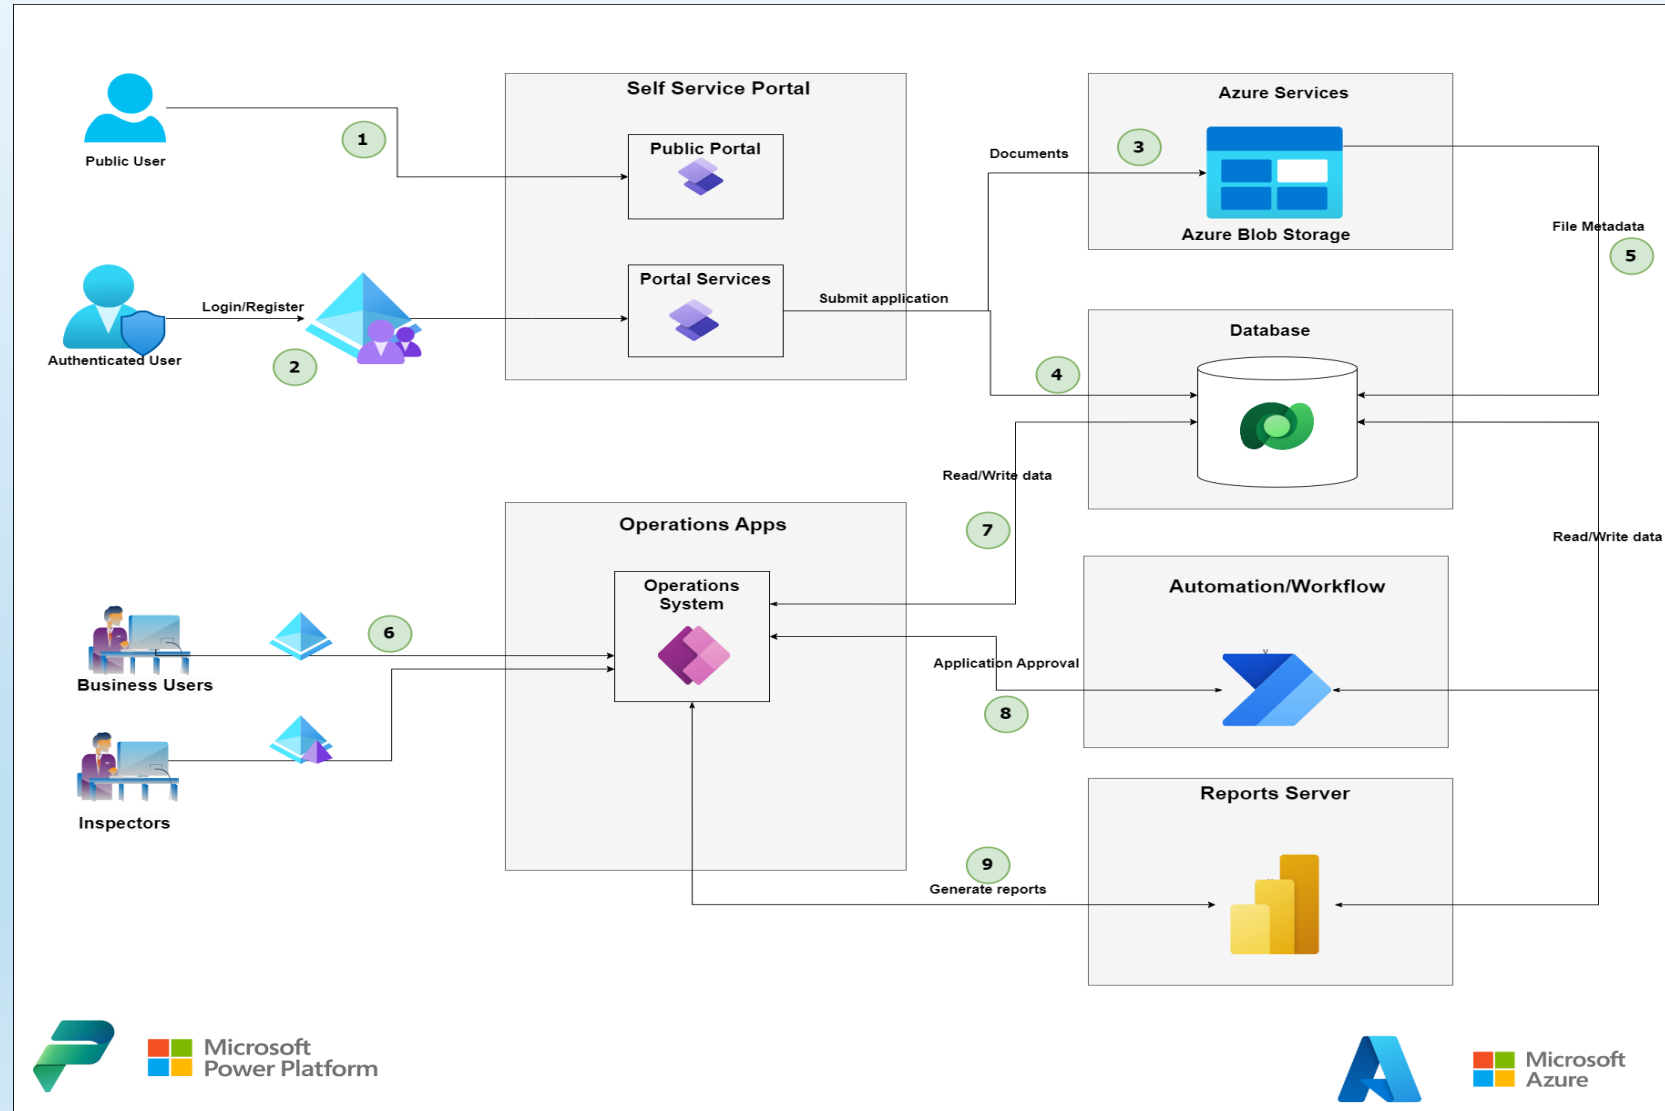 Self Service Portal
Azure Services
Public User
1
Public Portal
Documents
3
Azure Blob Storage
File Metadata
5
Authenticated User
Login/Register
2
Portal Services
Submit application
Database
4
Read/Write data
7
Operations Apps
Operations
System
Business Users
6
Inspectors
Application Approval
8
Automation/Workflow
Read/Write data
Reports Server
9
Generate reports
Microsoft
Power Platform
Microsoft
Azure